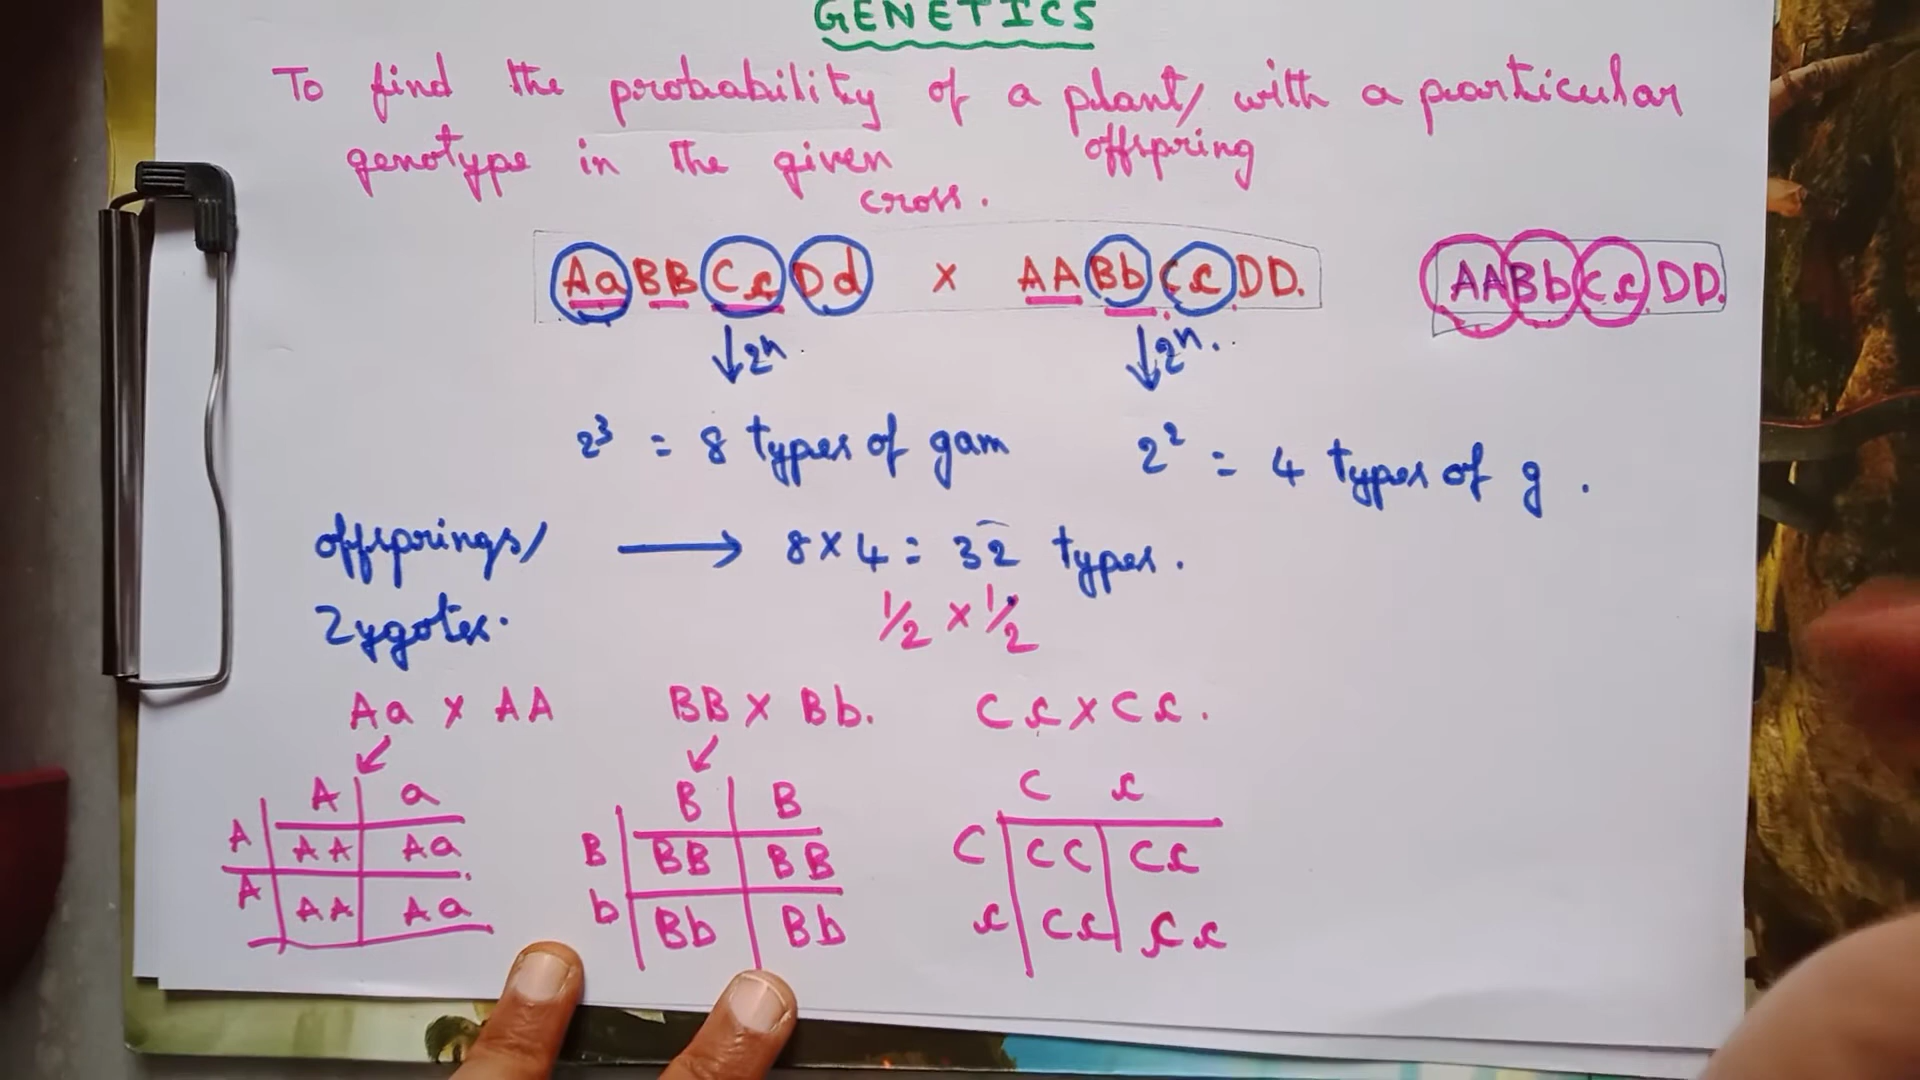 GENETICS
To find the probability of a plant/ with a particular
genotype in the given offspring
cross.
AaBBCcDd x AABbCcDD. AABbCcDD.
↓2ⁿ. ↓2ⁿ.
2³ = 8 types of gam 2² = 4 types of g.
offsprings/ → 8x4 = 32 types.
Zygotes. 1/2 x 1/2
Aa x AA BB x Bb. Cc x Cc.
A a B B C c
A AA Aa B BB BB C CC Cc
A AA Aa b Bb Bb c Cc cc